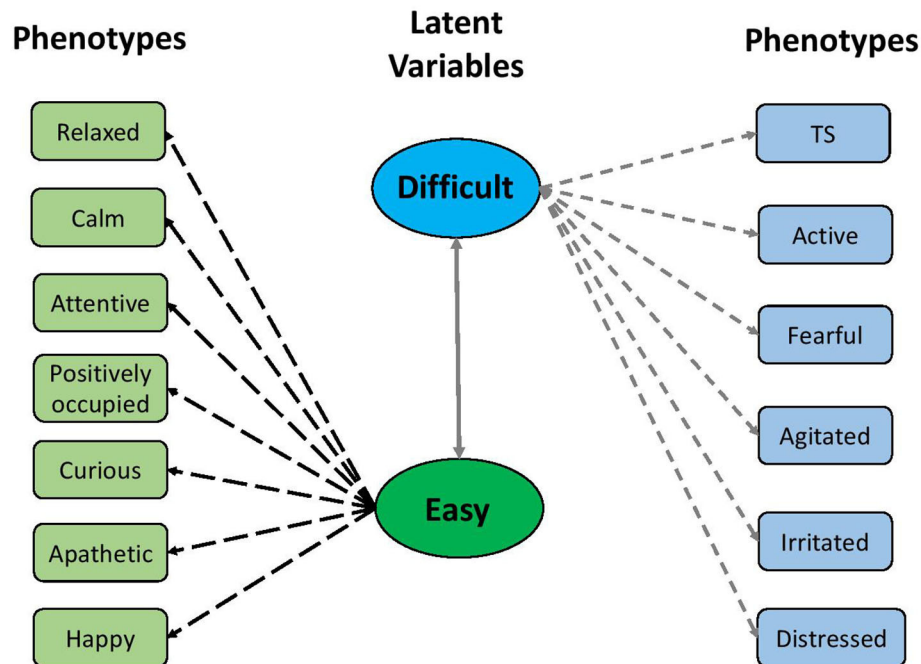 Phenotypes
Latent
Variables
Phenotypes
Relaxed
Calm
Attentive
Positively
occupied
Curious
Apathetic
Happy
Difficult
Easy
TS
Active
Fearful
Agitated
Irritated
Distressed